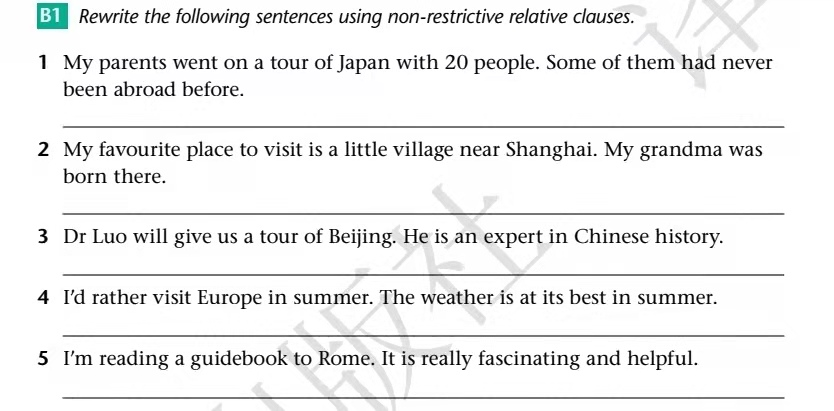 B1 Rewrite the following sentences using non-restrictive relative clauses.
1 My parents went on a tour of Japan with 20 people. Some of them had never
been abroad before.
2 My favourite place to visit is a little village near Shanghai. My grandma was
born there.
3 Dr Luo will give us a tour of Beijing. He is an expert in Chinese history.
4 I'd rather visit Europe in summer. The weather is at its best in summer.
5 I'm reading a guidebook to Rome. It is really fascinating and helpful.
译
版社